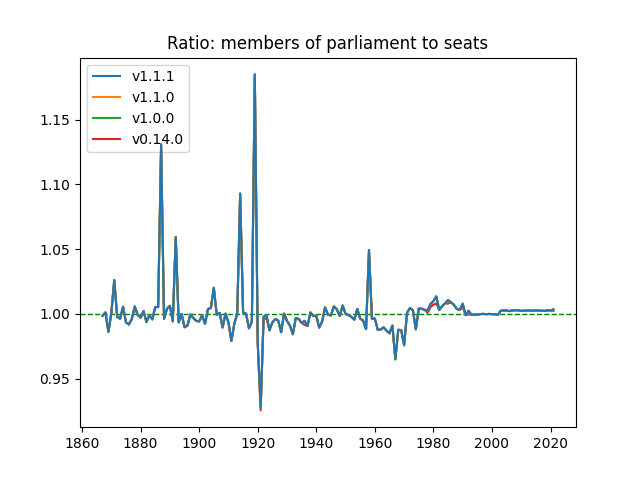 Ratio: members of parliament to seats
v1.1.1
v1.1.0
v1.0.0
v0.14.0
1.15
1.10
1.05
1.00
0.95
1860 1880 1900 1920 1940 1960 1980 2000 2020